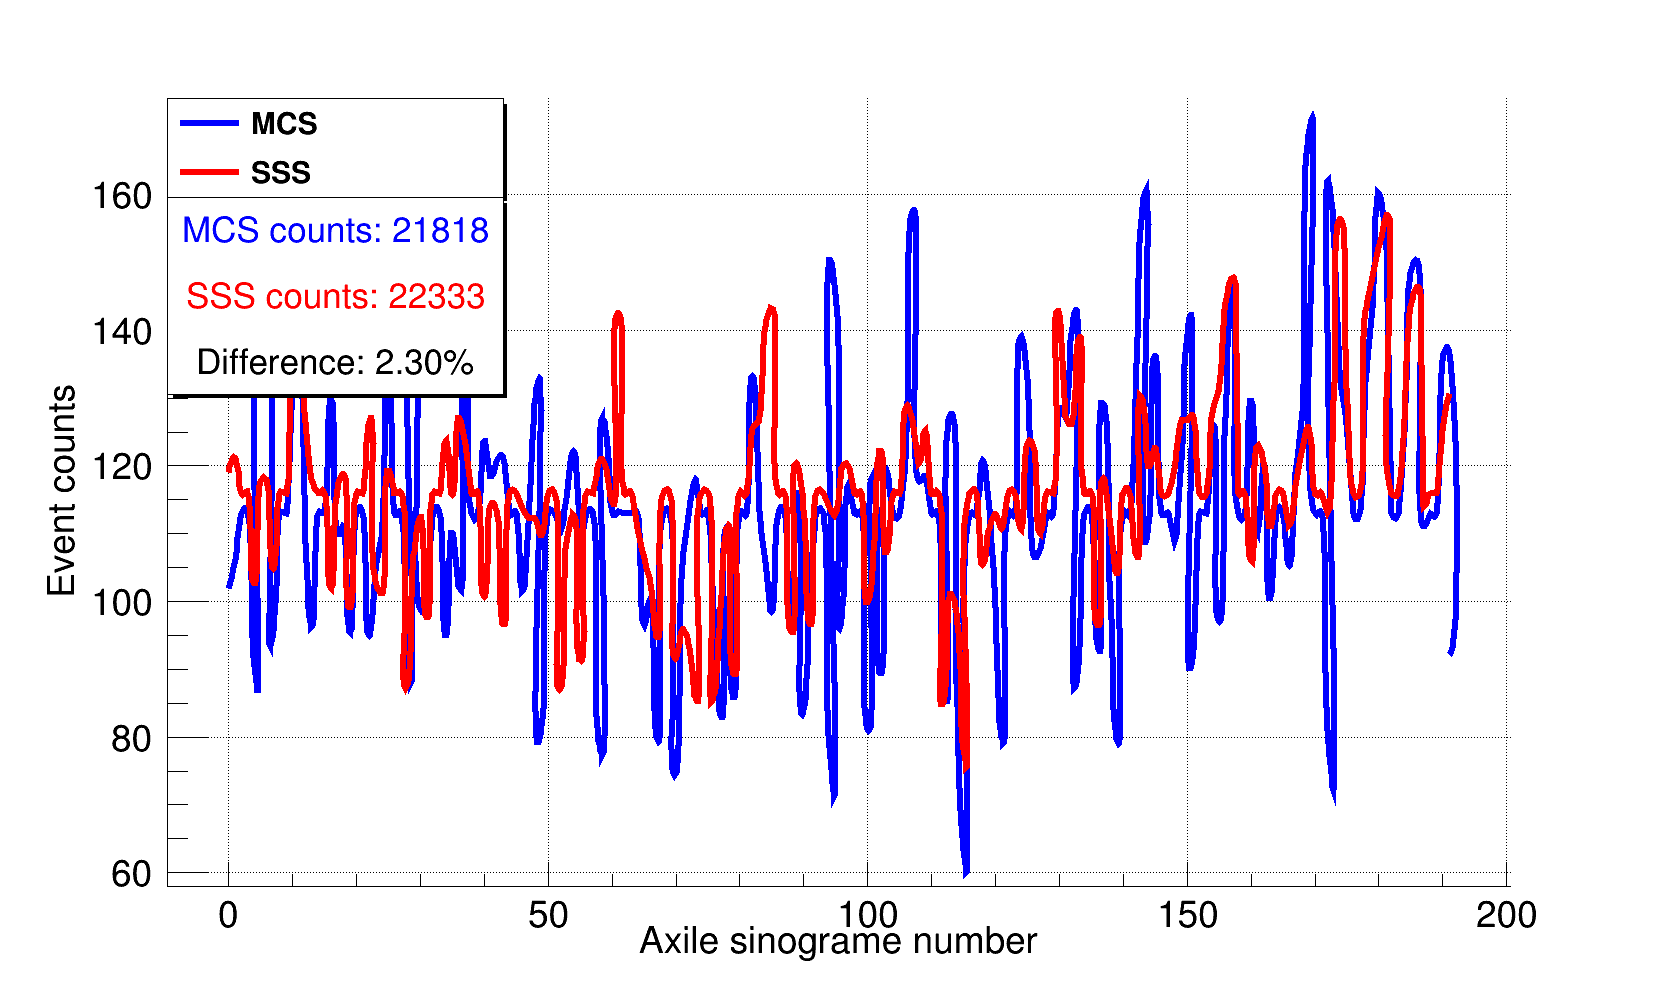 MCS
SSS
MCS counts: 21818
SSS counts: 22333
Difference: 2.30%
160
140
120
100
80
60
Event counts
0 50 100 150 200
Axile sinograme number